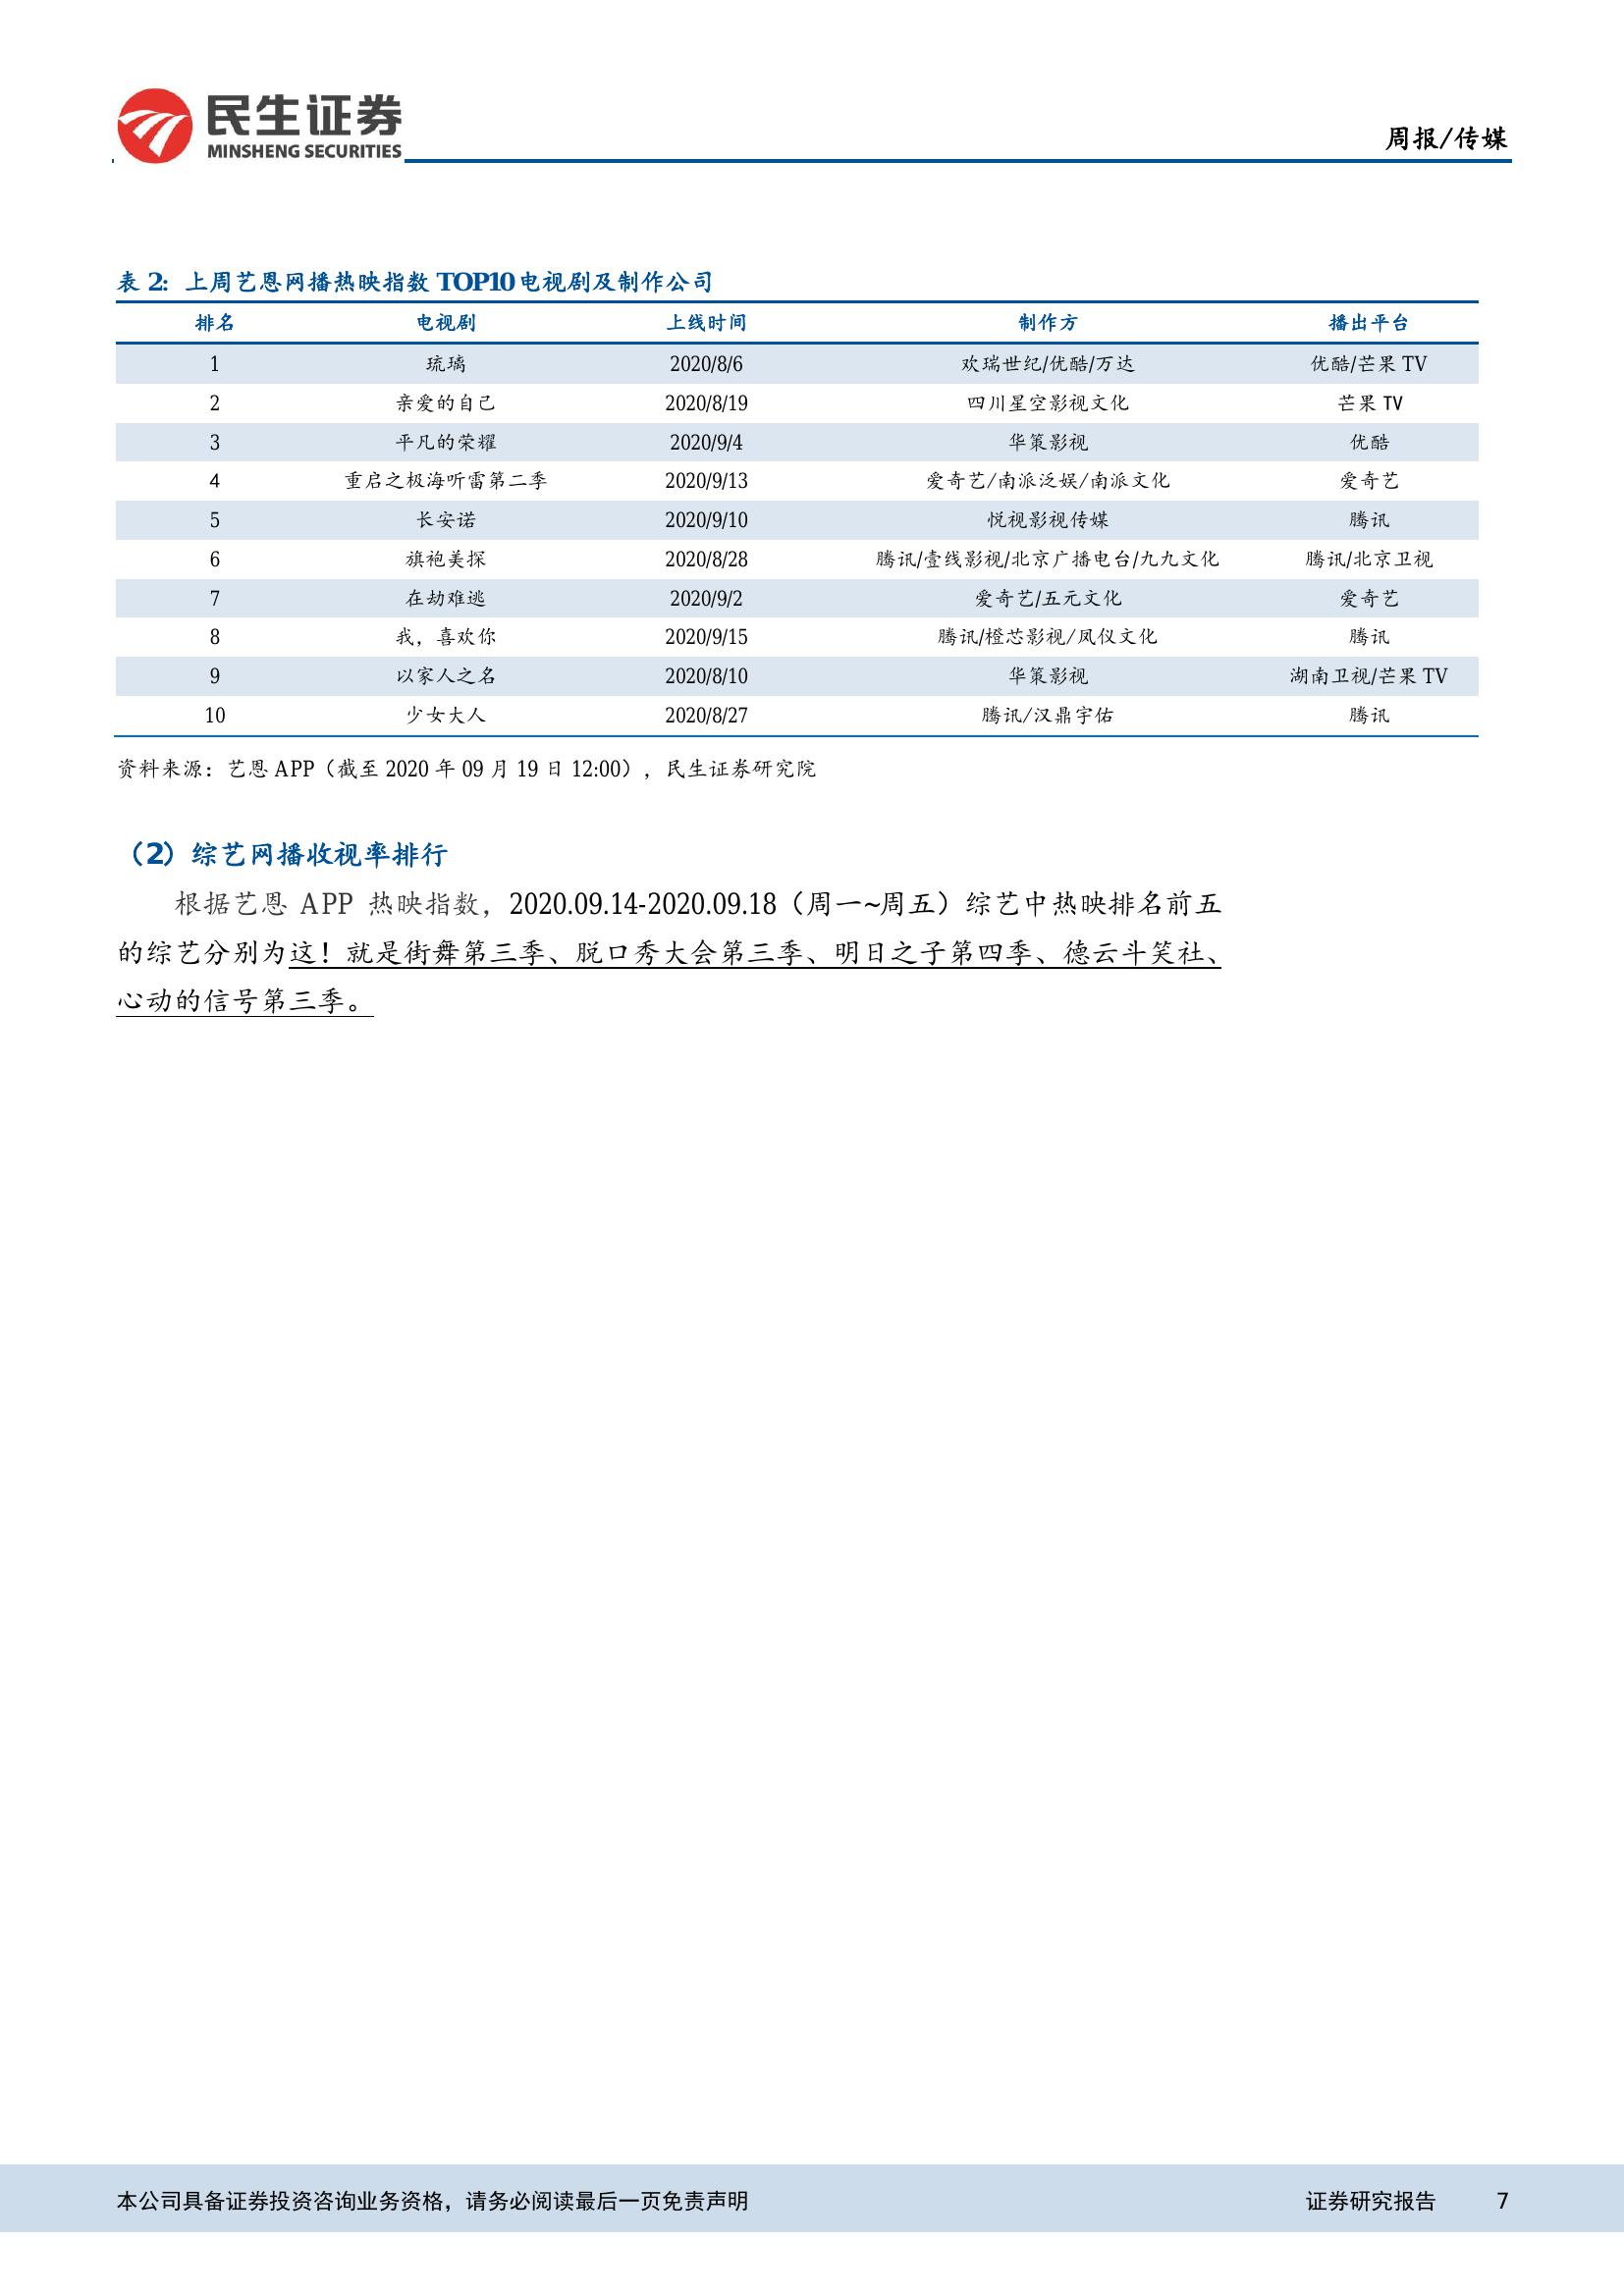 民生证券
MINSHENG SECURITIES
周报/传媒
表 2：上周艺恩网播热映指数 TOP10 电视剧及制作公司
排名 电视剧 上线时间 制作方 播出平台
1 琉璃 2020/8/6 欢瑞世纪/优酷/万达 优酷/芒果 TV
2 亲爱的自己 2020/8/19 四川星空影视文化 芒果 TV
3 平凡的荣耀 2020/9/4 华策影视 优酷
4 重启之极海听雷第二季 2020/9/13 爱奇艺/南派泛娱/南派文化 爱奇艺
5 长安诺 2020/9/10 悦视影视传媒 腾讯
6 旗袍美探 2020/8/28 腾讯/壹线影视/北京广播电台/九九文化 腾讯/北京卫视
7 在劫难逃 2020/9/2 爱奇艺/五元文化 爱奇艺
8 我，喜欢你 2020/9/15 腾讯/橙芯影视/凤仪文化 腾讯
9 以家人之名 2020/8/10 华策影视 湖南卫视/芒果 TV
10 少女大人 2020/8/27 腾讯/汉鼎宇佑 腾讯
资料来源：艺恩 APP（截至 2020 年 09 月 19 日 12:00），民生证券研究院
（2）综艺网播收视率排行
根据艺恩 APP 热映指数，2020.09.14-2020.09.18（周一~周五）综艺中热映排名前五
的综艺分别为这！就是街舞第三季、脱口秀大会第三季、明日之子第四季、德云斗笑社、
心动的信号第三季。
本公司具备证券投资咨询业务资格，请务必阅读最后一页免责声明 证券研究报告 7